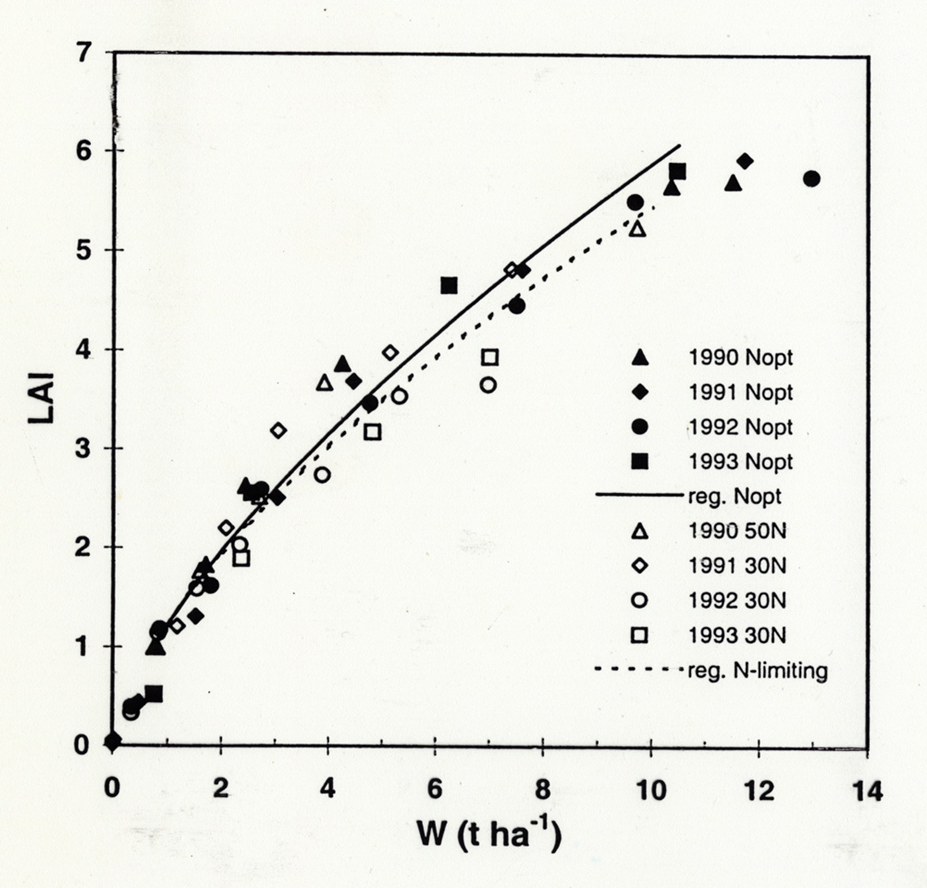 7
6
5
4
3
2
1
0
LAI
0 2 4 6 8 10 12 14
W (t ha-1)
1990 Nopt
1991 Nopt
1992 Nopt
1993 Nopt
reg. Nopt
1990 50N
1991 30N
1992 30N
1993 30N
reg. N-limiting